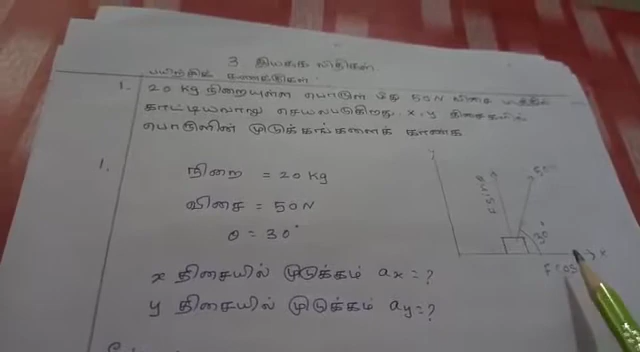 3 இயக்க விதிகள்
பயிற்சிக் கணக்குகள்
1. 20 Kg நிறையுள்ள பொருள் மீது 50N விசை படத்தில்
காட்டியவாறு செயல்படுகிறது. x, y திசைகளில்
பொருளின் முடுக்கங்களைக் காண்க
1.
நிறை = 20 Kg
விசை = 50N
θ = 30°
x திசையில் முடுக்கம் ax = ?
y திசையில் முடுக்கம் ay = ?
y
F sinθ
50N
30°
x
F cos